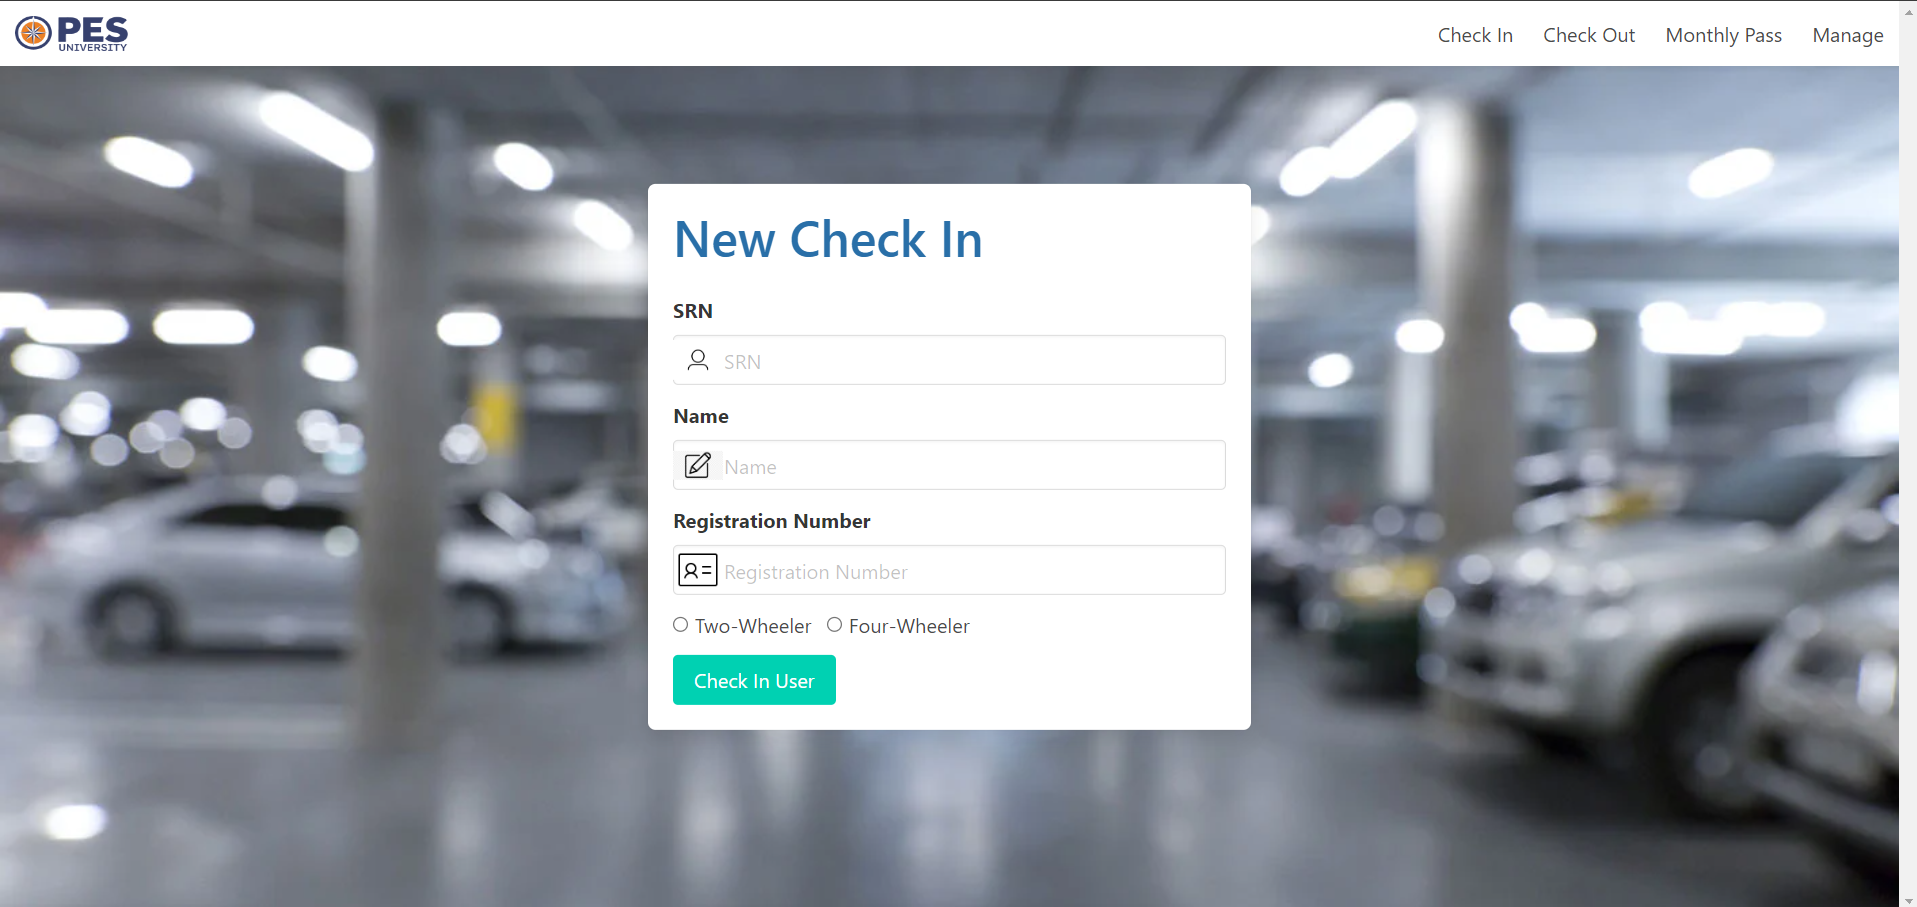 PES
UNIVERSITY
Check In Check Out Monthly Pass Manage
New Check In
SRN
SRN
Name
Name
Registration Number
Registration Number
Two-Wheeler Four-Wheeler
Check In User